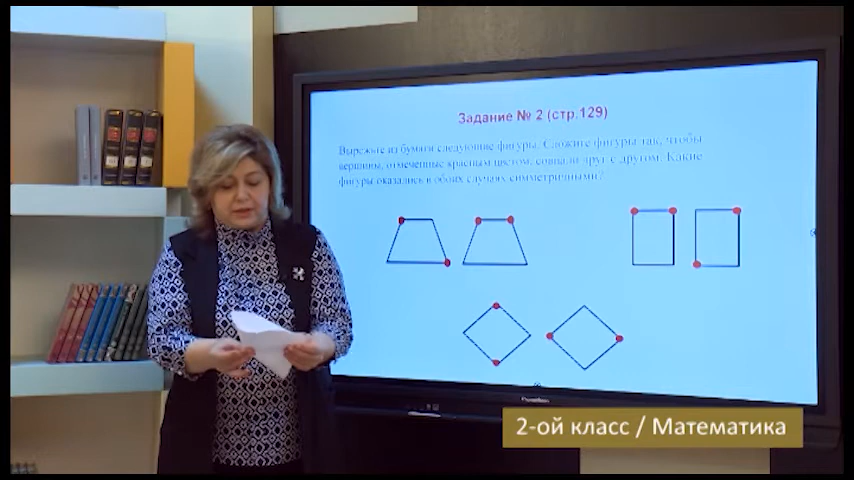 Задание № 2 (стр.129)
Вырежьте из бумаги следующие фигуры. Сложите фигуры так, чтобы
вершины, отмеченные красным цветом, совпали друг с другом. Какие
фигуры оказались в обоих случаях симметричными?
2-ой класс / Математика